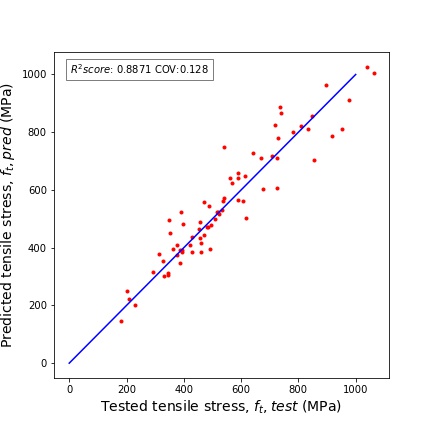 R²score: 0.8871 COV:0.128
1000
800
600
400
200
0
Predicted tensile stress, fₜ, pred (MPa)
0 200 400 600 800 1000
Tested tensile stress, fₜ, test (MPa)